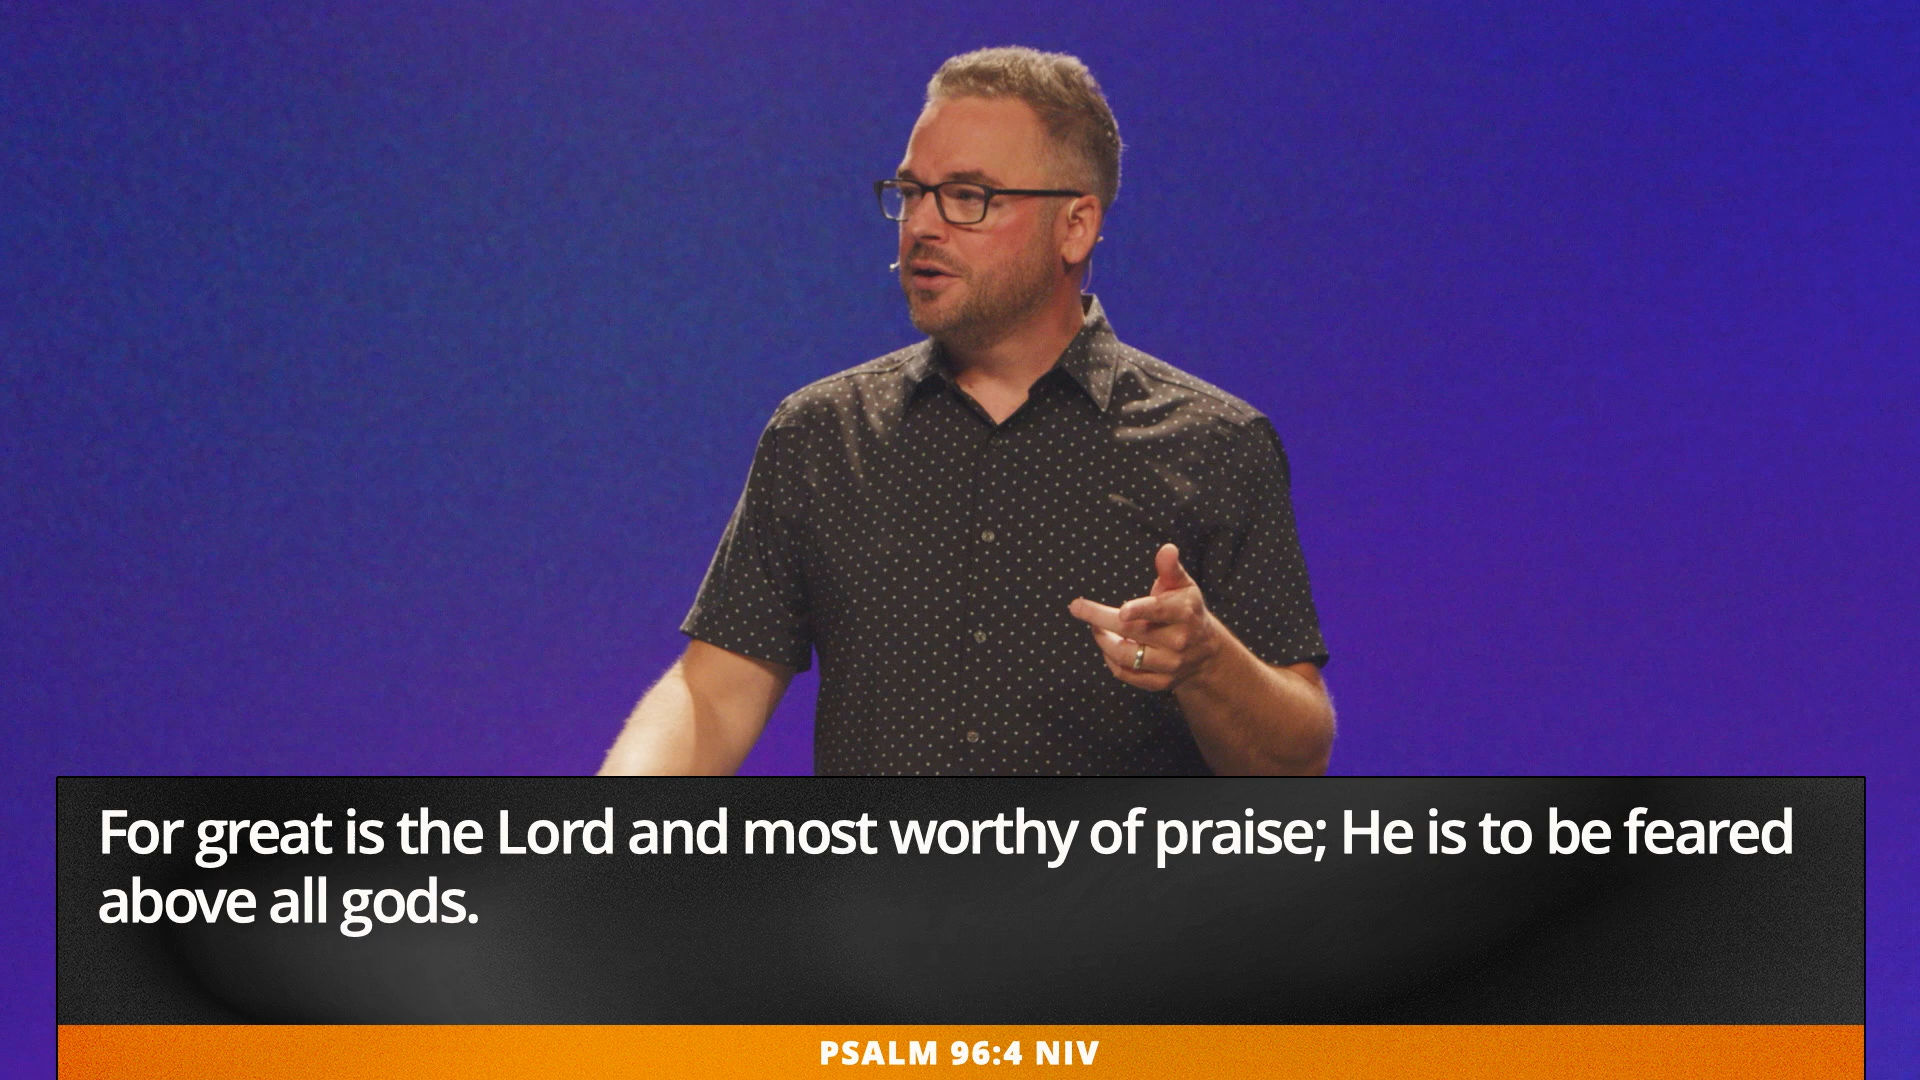 For great is the Lord and most worthy of praise; He is to be feared
above all gods.
PSALM 96:4 NIV